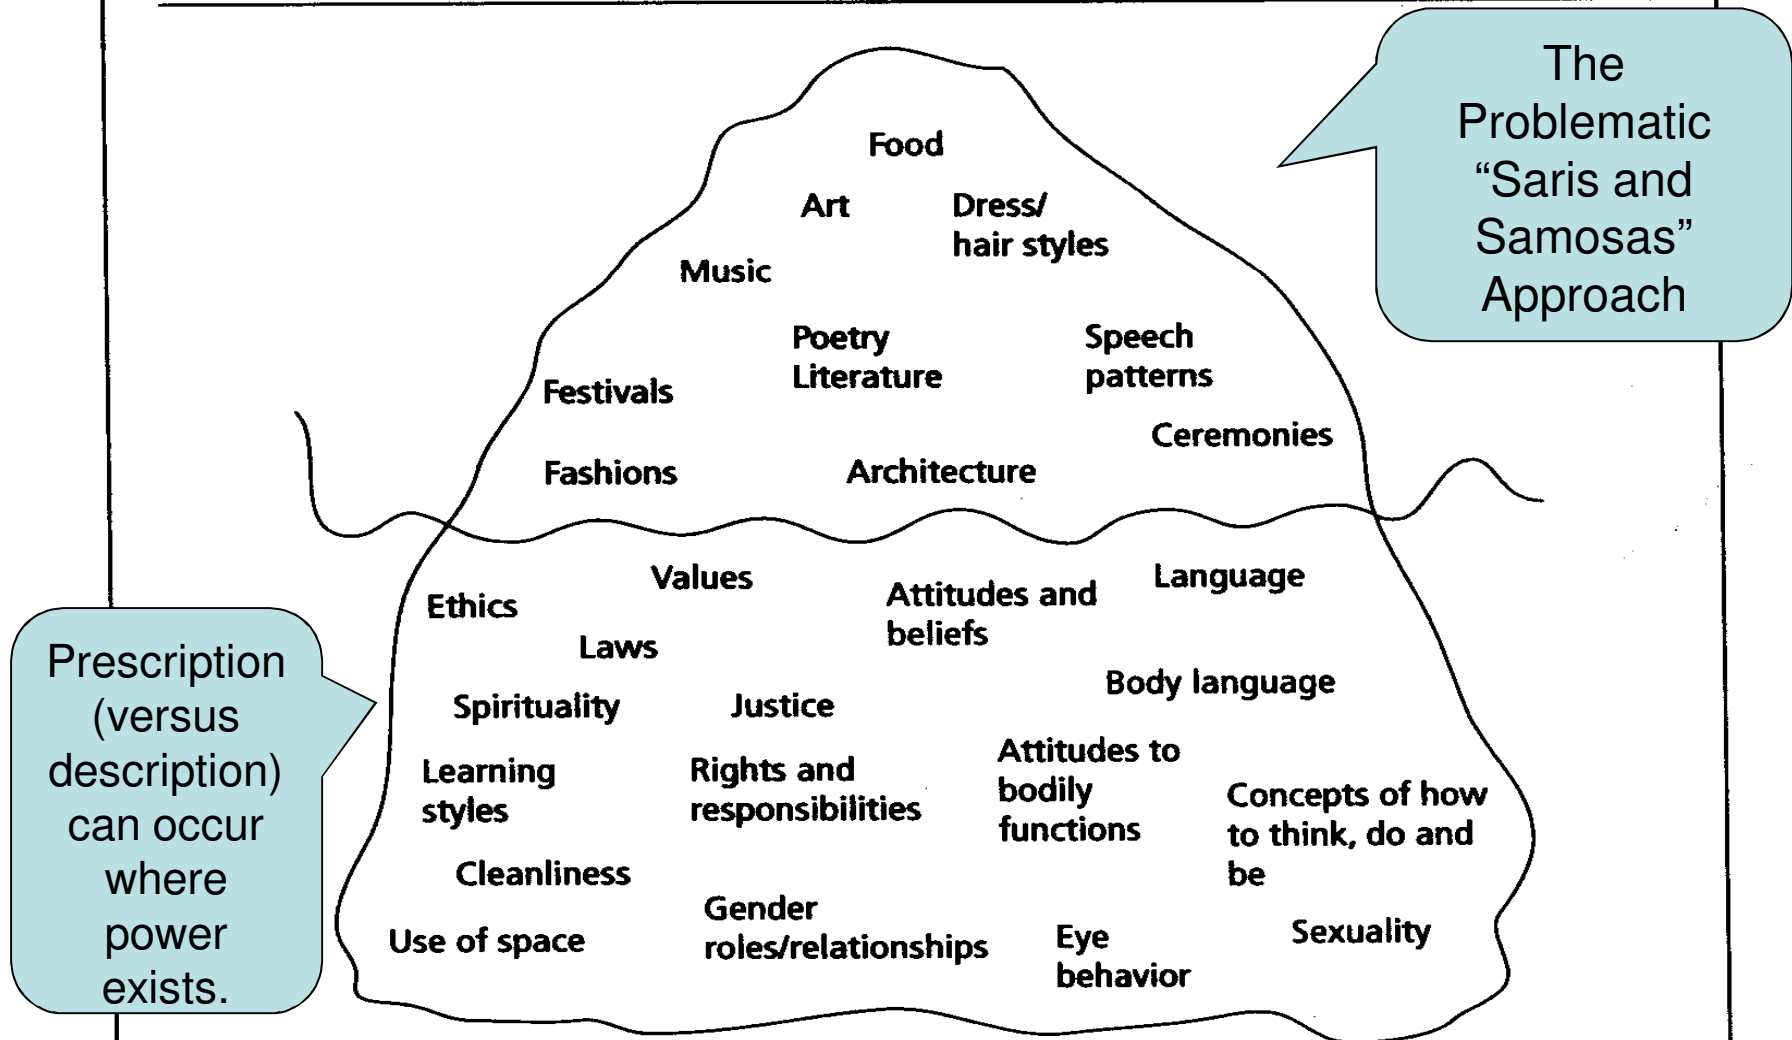 The
Problematic
“Saris and
Samosas”
Approach
Food
Art
Dress/
hair styles
Music
Poetry
Literature
Speech
patterns
Festivals
Ceremonies
Fashions
Architecture
Values
Ethics
Attitudes and
beliefs
Language
Laws
Body language
Spirituality
Justice
Learning
styles
Rights and
responsibilities
Attitudes to
bodily
functions
Concepts of how
to think, do and
be
Cleanliness
Gender
roles/relationships
Use of space
Eye
behavior
Sexuality
Prescription
(versus
description)
can occur
where
power
exists.